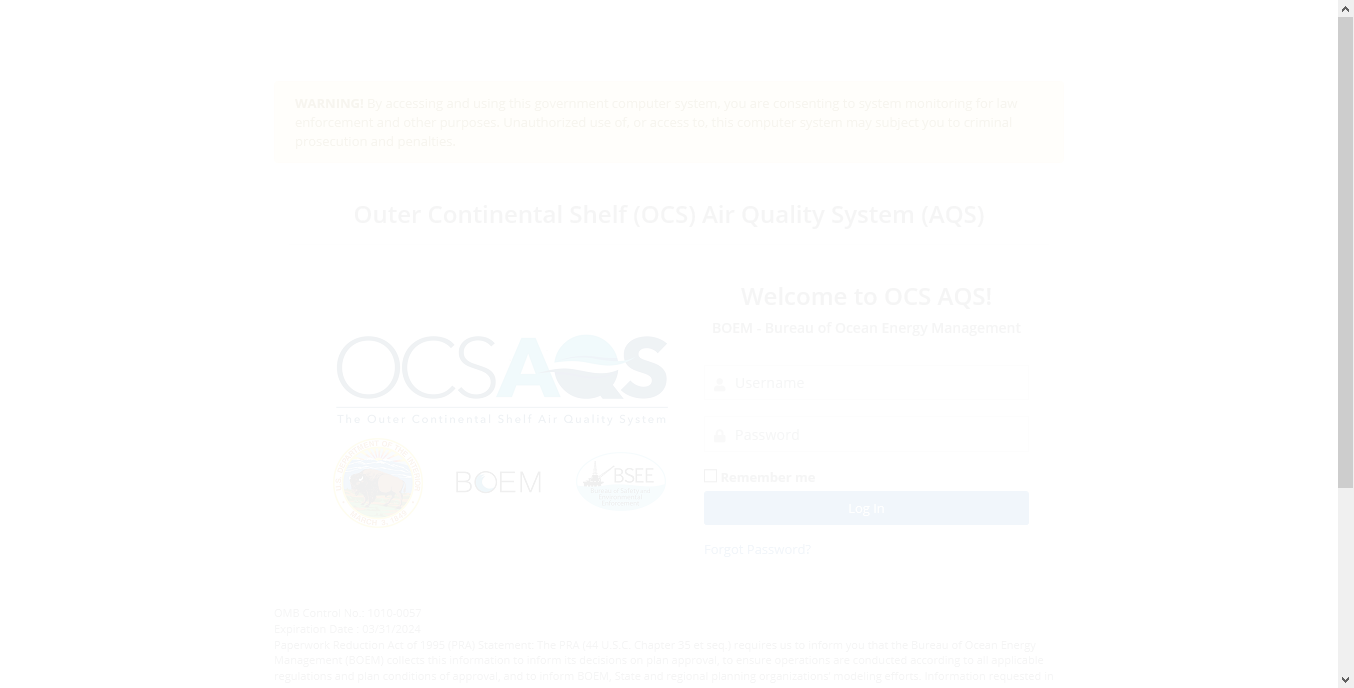 WARNING! By accessing and using this government computer system, you are consenting to system monitoring for law
enforcement and other purposes. Unauthorized use of, or access to, this computer system may subject you to criminal
prosecution and penalties.
Outer Continental Shelf (OCS) Air Quality System (AQS)
OCSAQS
The Outer Continental Shelf Air Quality System
BOEM
BSEE
Welcome to OCS AQS!
BOEM - Bureau of Ocean Energy Management
Username
Password
Remember me
Log In
Forgot Password?
OMB Control No.: 1010-0057
Expiration Date: 03/31/2024
Paperwork Reduction Act of 1995 (PRA) Statement: The PRA (44 U.S.C. Chapter 35 et seq.) requires us to inform you that the Bureau of Ocean Energy
Management (BOEM) collects this information to inform its decisions on plan approval, to ensure operations are conducted according to all applicable
regulations and plan conditions of approval, and to inform BOEM, State and regional planning organizations' modeling efforts. Information requested in